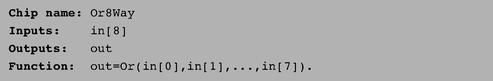 Chip name: Or8Way
Inputs: in[8]
Outputs: out
Function: out=Or(in[0],in[1],...,in[7]).